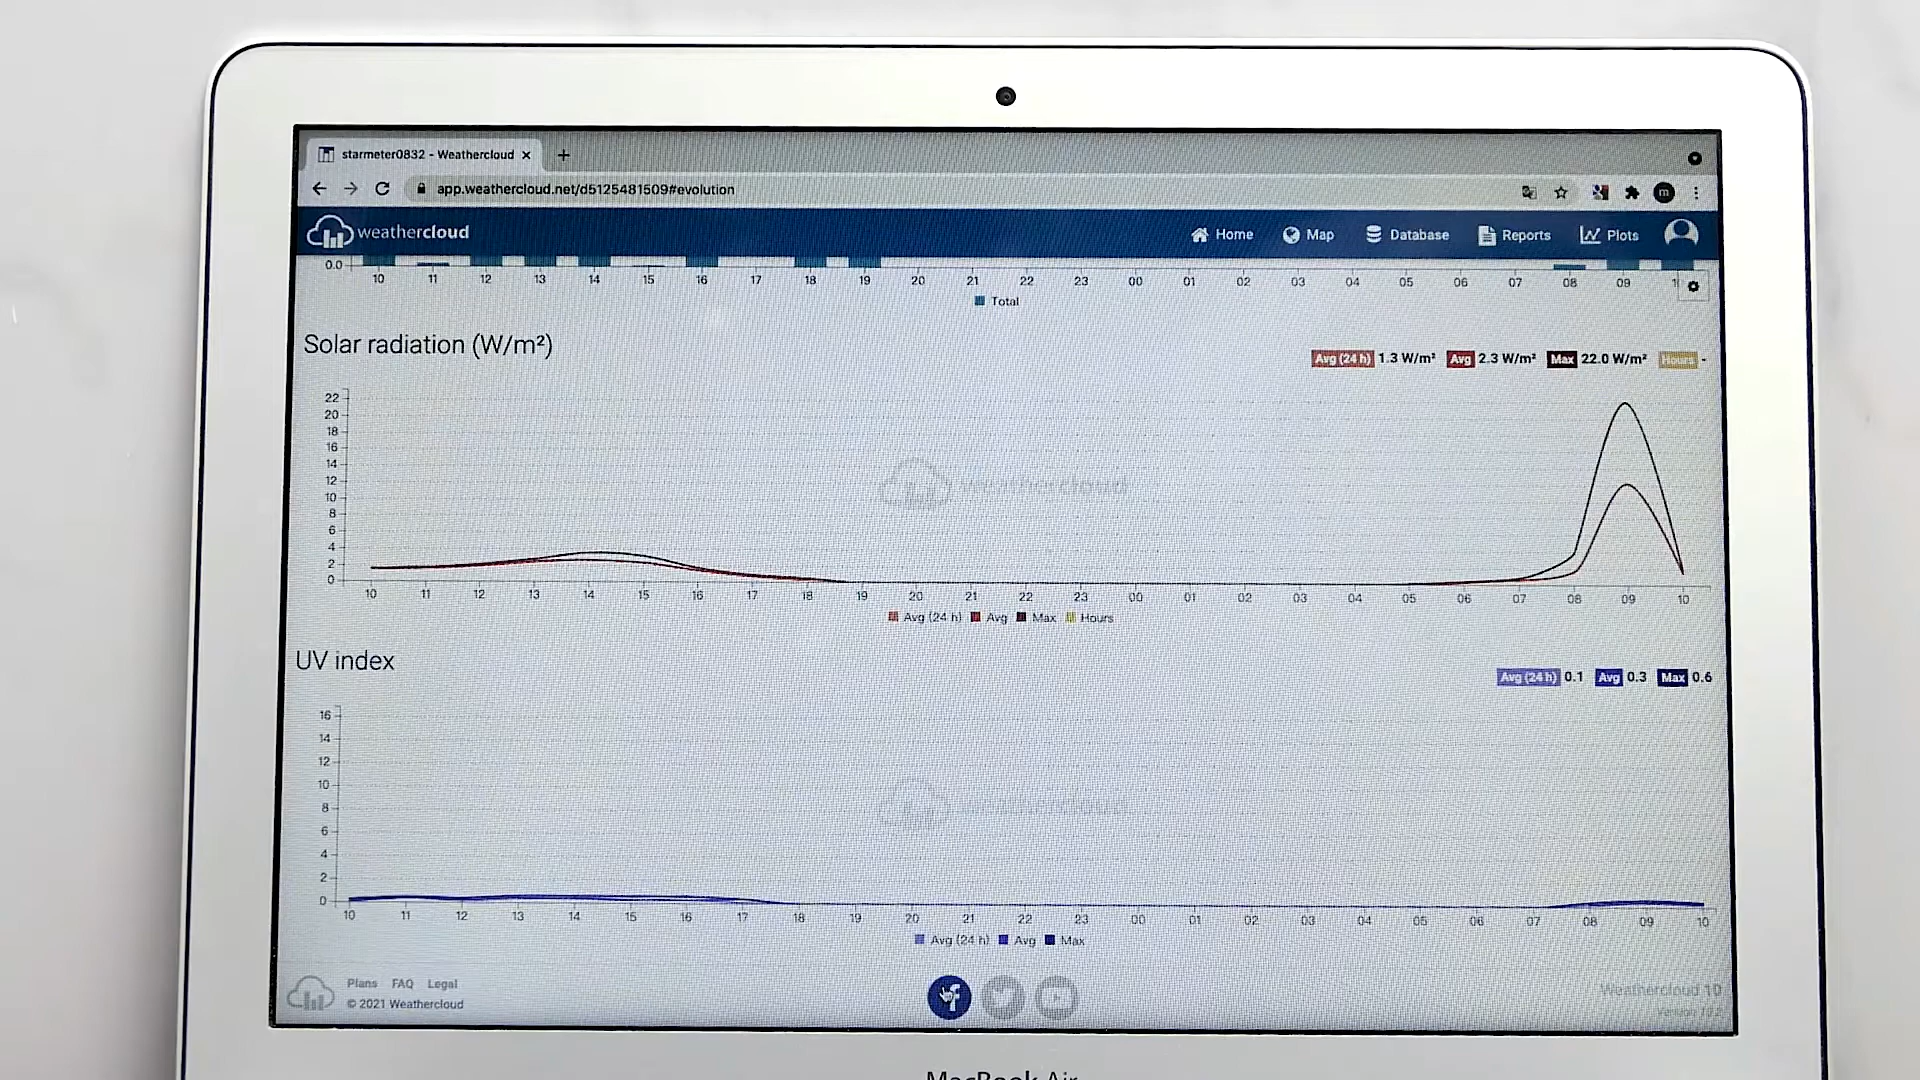 starmeter0832 - Weathercloud
app.weathercloud.net/d5125481509#evolution
m
weathercloud Home Map Database Reports Plots
0.0
10 11 12 13 14 15 16 17 18 19 20 21 22 23 00 01 02 03 04 05 06 07 08 09
Total
Solar radiation (W/m²)
Avg (24 h) 1.3 W/m² Avg 2.3 W/m² Max 22.0 W/m² Hours -
22
20
18
16
14
12
10
8
6
4
2
0
weathercloud
10 11 12 13 14 15 16 17 18 19 20 21 22 23 00 01 02 03 04 05 06 07 08 09 10
Avg (24 h) Avg Max Hours
UV index
Avg (24 h) 0.1 Avg 0.3 Max 0.6
16
14
12
10
8
6
4
2
0
weathercloud
10 11 12 13 14 15 16 17 18 19 20 21 22 23 00 01 02 03 04 05 06 07 08 09 10
Avg (24 h) Avg Max
Plans FAQ Legal
© 2021 Weathercloud
Weathercloud 10
MacBook Air